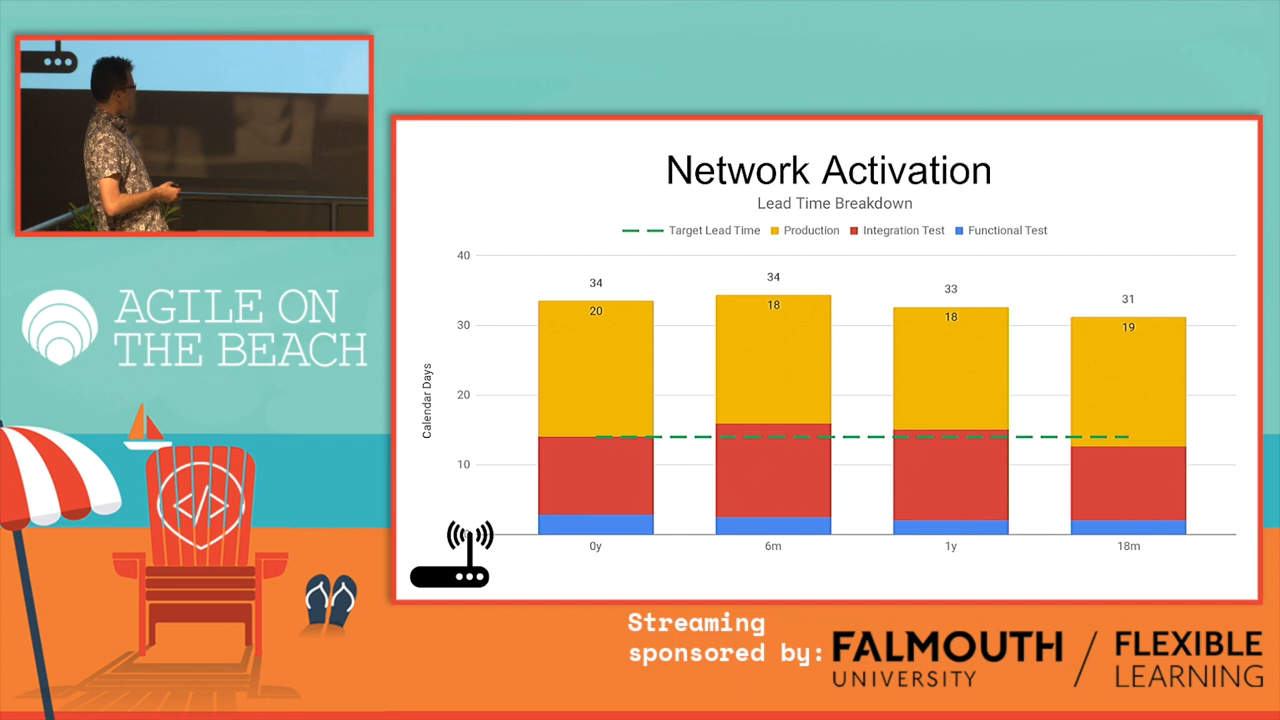 AGILE ON
THE BEACH
</>
Network Activation
Lead Time Breakdown
Target Lead Time Production Integration Test Functional Test
Calendar Days
40
30
20
10
34 34 33 31
20 18 18 19
0y 6m 1y 18m
Streaming
sponsored by:
FALMOUTH
UNIVERSITY
/
FLEXIBLE
LEARNING